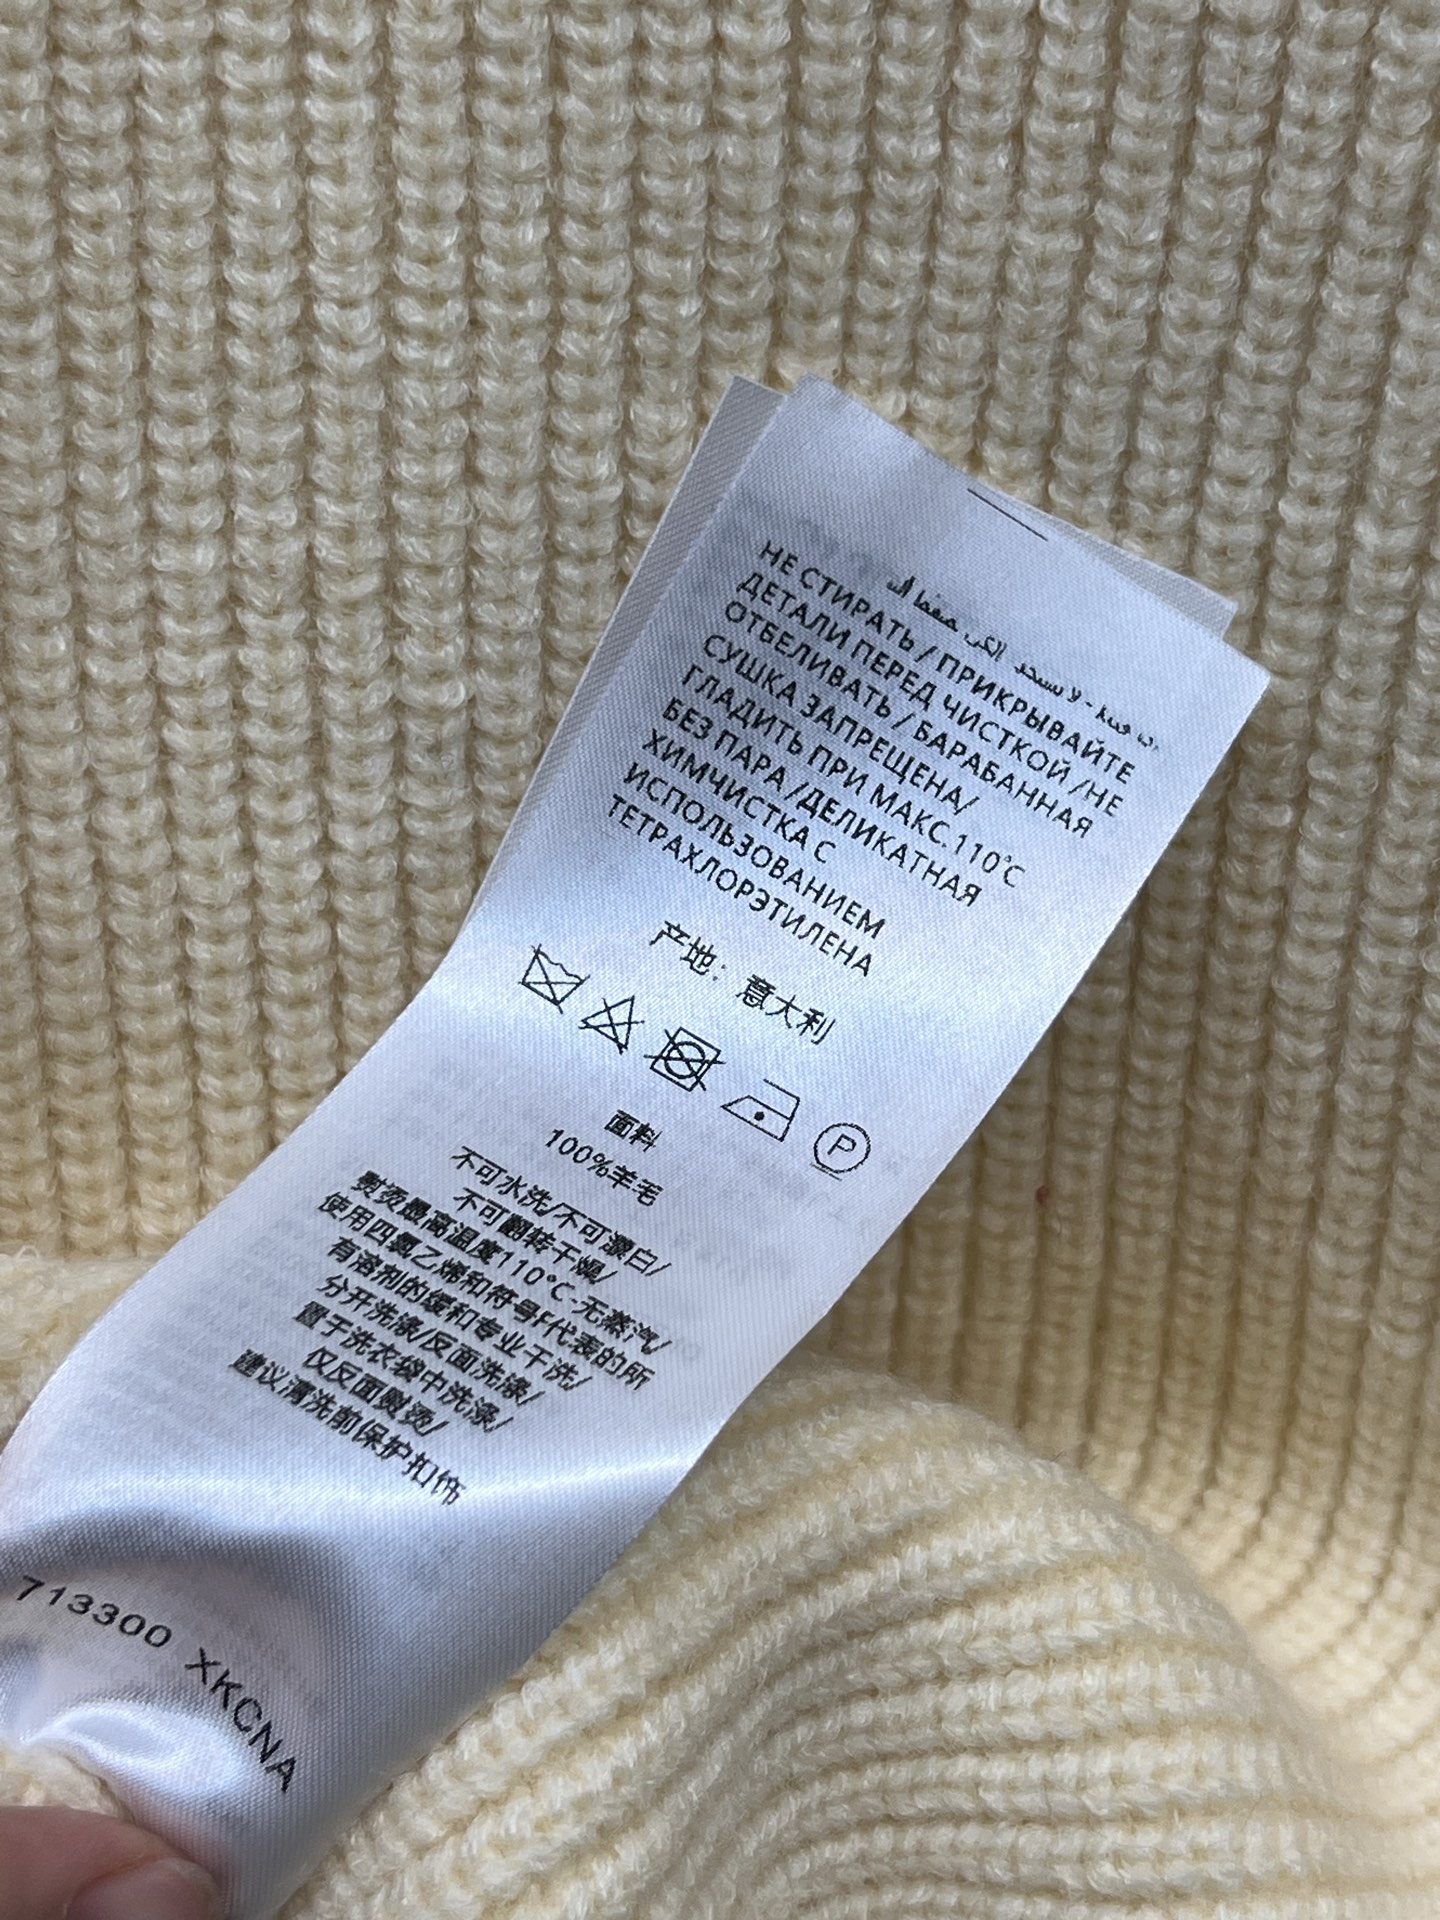 НЕ СТИРАТЬ / ПРИКРЫВАЙТЕ
ДЕТАЛИ ПЕРЕД ЧИСТКОЙ /НЕ
ОТБЕЛИВАТЬ / БАРАБАННАЯ
СУШКА ЗАПРЕЩЕНА/
ГЛАДИТЬ ПРИ МАКС.110°C
БЕЗ ПАРА /ДЕЛИКАТНАЯ
ХИМЧИСТКА С
ИСПОЛЬЗОВАНИЕМ
ТЕТРАХЛОРЭТИЛЕНА
产地：意大利
P
面料
100%羊毛
不可水洗/不可漂白/
不可翻转干燥/
熨烫最高温度110°C-无蒸汽/
使用四氯乙烯和符号F代表的所
有溶剂的缓和专业干洗/
分开洗涤/反面洗涤/
置于洗衣袋中洗涤/
仅反面熨烫/
建议清洗前保护扣饰
713300 XKCNA